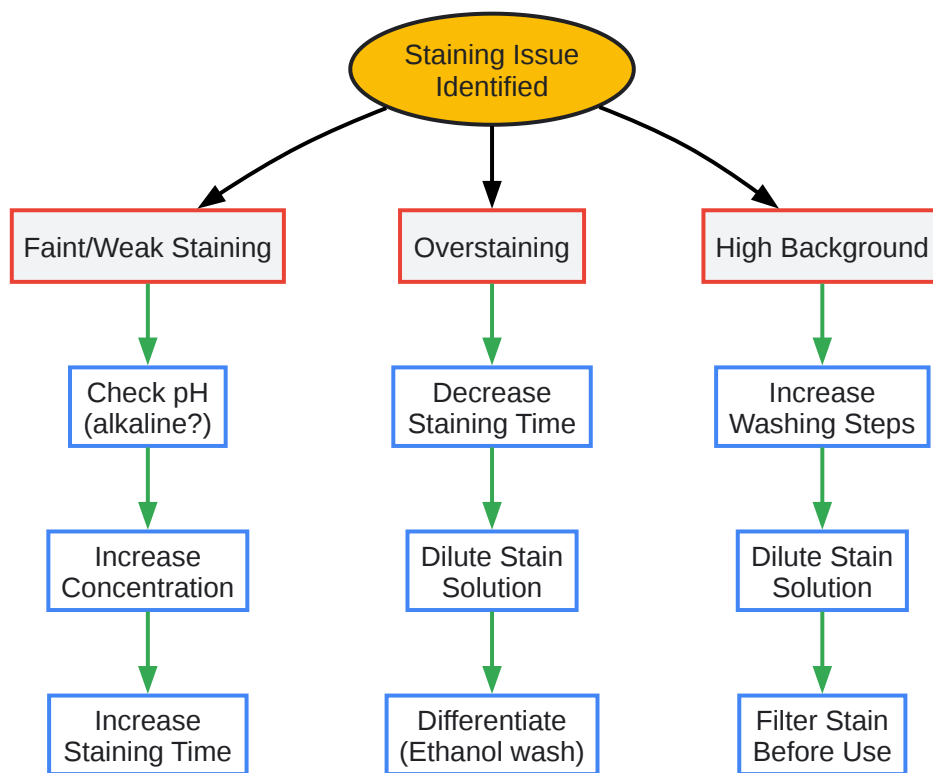 Staining Issue
Identified
Faint/Weak Staining
Overstaining
High Background
Check pH
(alkaline?)
Decrease
Staining Time
Increase
Washing Steps
Increase
Concentration
Dilute Stain
Solution
Dilute Stain
Solution
Increase
Staining Time
Differentiate
(Ethanol wash)
Filter Stain
Before Use